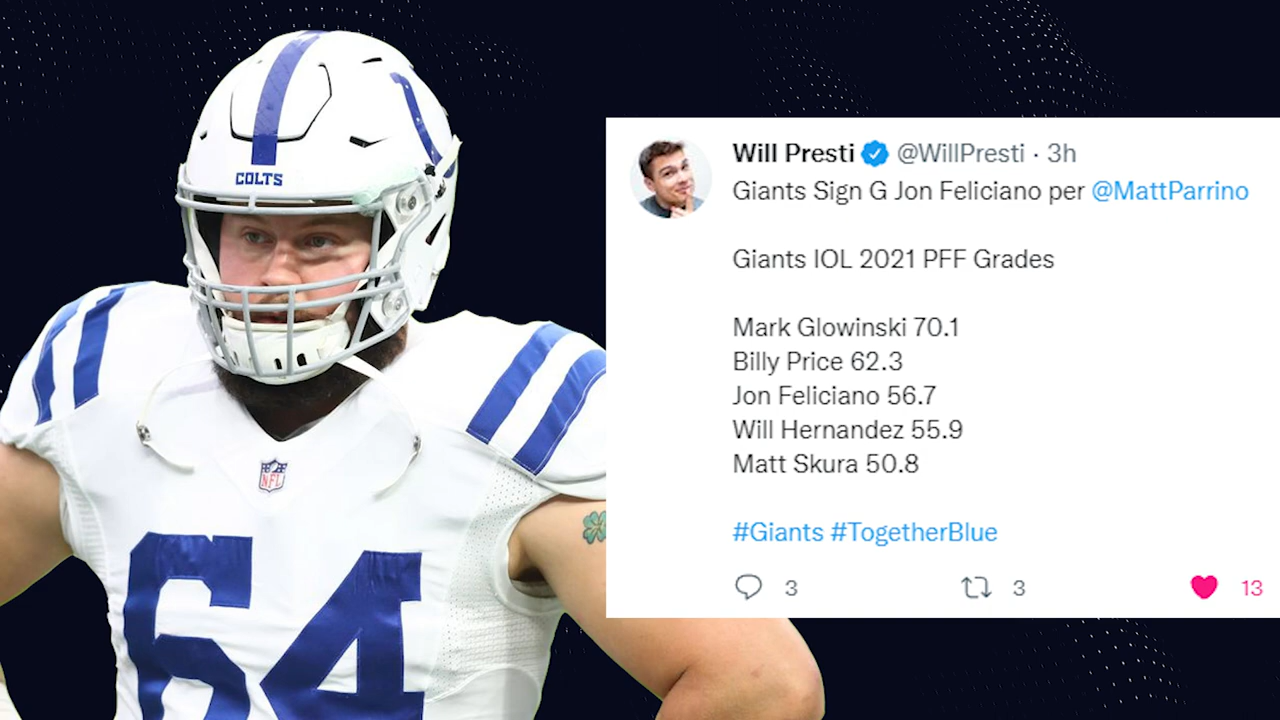 COLTS
NFL
64
Will Presti @WillPresti · 3h
Giants Sign G Jon Feliciano per @MattParrino
Giants IOL 2021 PFF Grades
Mark Glowinski 70.1
Billy Price 62.3
Jon Feliciano 56.7
Will Hernandez 55.9
Matt Skura 50.8
#Giants #TogetherBlue
3 3 13